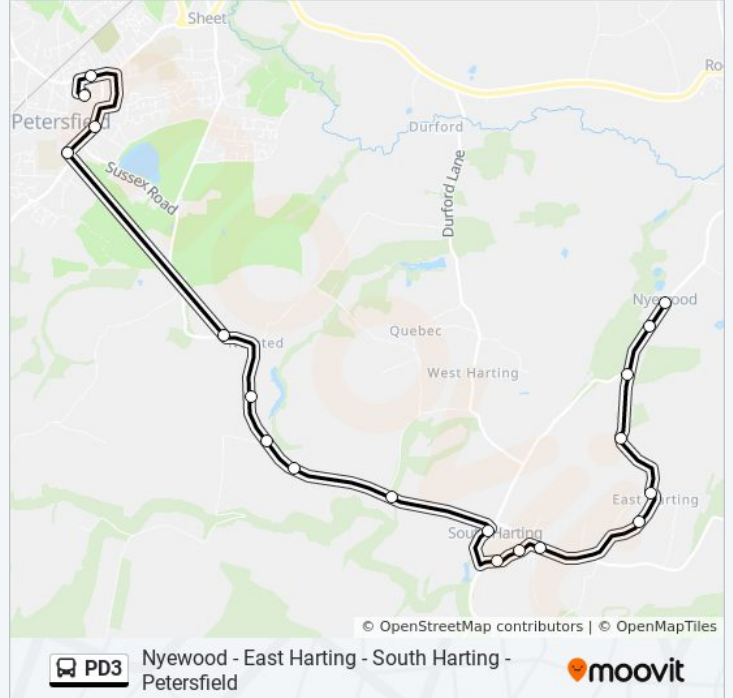 Sheet
Ro
Petersfield
Durford
Sussex Road
Durford Lane
Nyewood
Quebec
West Harting
East Harting
South Harting
© OpenStreetMap contributors | © OpenMapTiles
PD3
Nyewood - East Harting - South Harting -
Petersfield
moovit